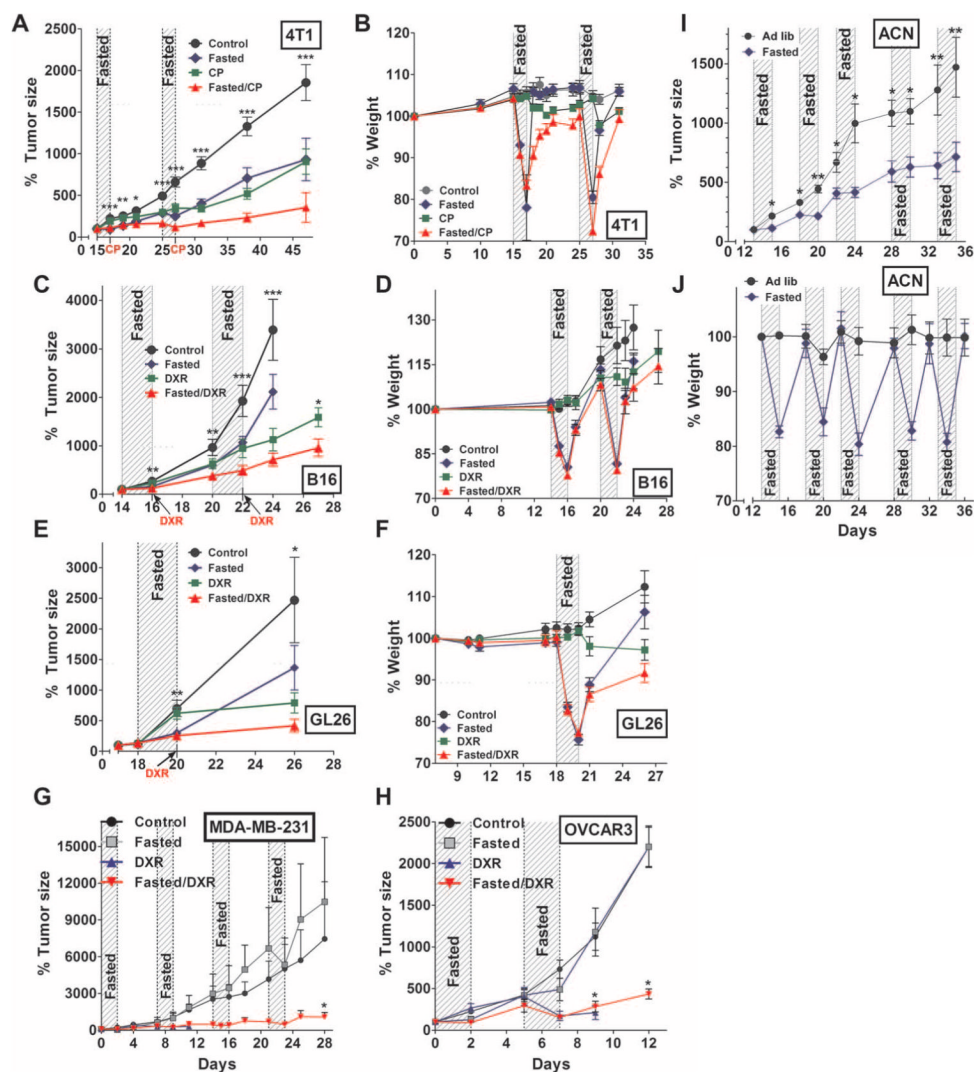 A
4T1
% Tumor size
2500
2000
1500
1000
500
0
Fasted
Fasted
Control
Fasted
CP
Fasted/CP
*** ** * *** *** *** *** ***
0 15 20 25 30 35 40 45
CP CP
B
% Weight
120
110
100
90
80
70
Fasted
Fasted
Control
Fasted
CP
Fasted/CP
4T1
0 5 10 15 20 25 30 35
I
ACN
% Tumor size
1500
1000
500
0
Ad lib
Fasted
Fasted
Fasted
Fasted
Fasted
Fasted
* * ** * * * * ** **
12 16 20 24 28 32 36
C
% Tumor size
4000
3000
2000
1000
0
Fasted
Fasted
Control
Fasted
DXR
Fasted/DXR
** ** *** *** *
B16
0 14 16 18 20 22 24 26 28
DXR DXR
D
% Weight
130
115
100
85
70
Fasted
Fasted
Control
Fasted
DXR
Fasted/DXR
B16
0 4 8 12 16 20 24 28
J
ACN
% Weight
110
100
90
80
70
Ad lib
Fasted
Fasted
Fasted
Fasted
Fasted
Fasted
12 16 20 24 28 32 36
Days
E
% Tumor size
3000
2500
2000
1500
1000
500
0
Fasted
Control
Fasted
DXR
Fasted/DXR
** *
GL26
0 18 20 22 24 26 28
DXR
F
% Weight
120
110
100
90
80
70
Fasted
Control
Fasted
DXR
Fasted/DXR
GL26
9 12 15 18 21 24 27
G
MDA-MB-231
% Tumor size
15000
12000
9000
6000
3000
0
Control
Fasted
DXR
Fasted/DXR
Fasted
Fasted
Fasted
Fasted
*
0 4 8 12 16 20 24 28
Days
H
OVCAR3
% Tumor size
2500
2000
1500
1000
500
0
Control
Fasted
DXR
Fasted/DXR
Fasted
Fasted
* *
0 2 4 6 8 10 12
Days